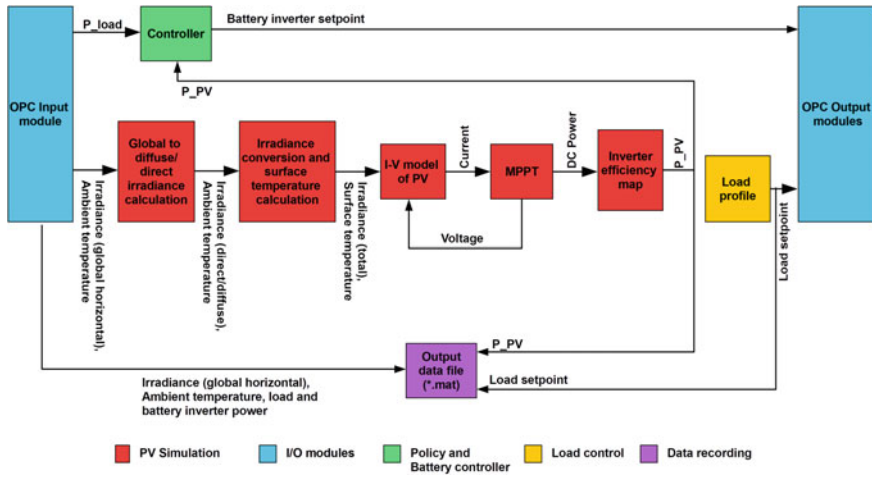 P_load
Battery inverter setpoint
Controller
OPC Input
module
P_PV
OPC Output
modules
Global to
diffuse/
direct
irradiance
calculation
Irradiance
conversion and
surface
temperature
calculation
I-V model
of PV
Current
MPPT
DC Power
Inverter
efficiency
map
P_PV
Load
profile
Voltage
Irradiance (global horizontal),
Ambient temperature
Irradiance (direct/diffuse),
Ambient temperature
Irradiance (total),
Surface temperature
Load setpoint
Output
data file
(*.mat)
P_PV
Load setpoint
Irradiance (global horizontal),
Ambient temperature, load and
battery inverter power
PV Simulation
I/O modules
Policy and
Battery controller
Load control
Data recording